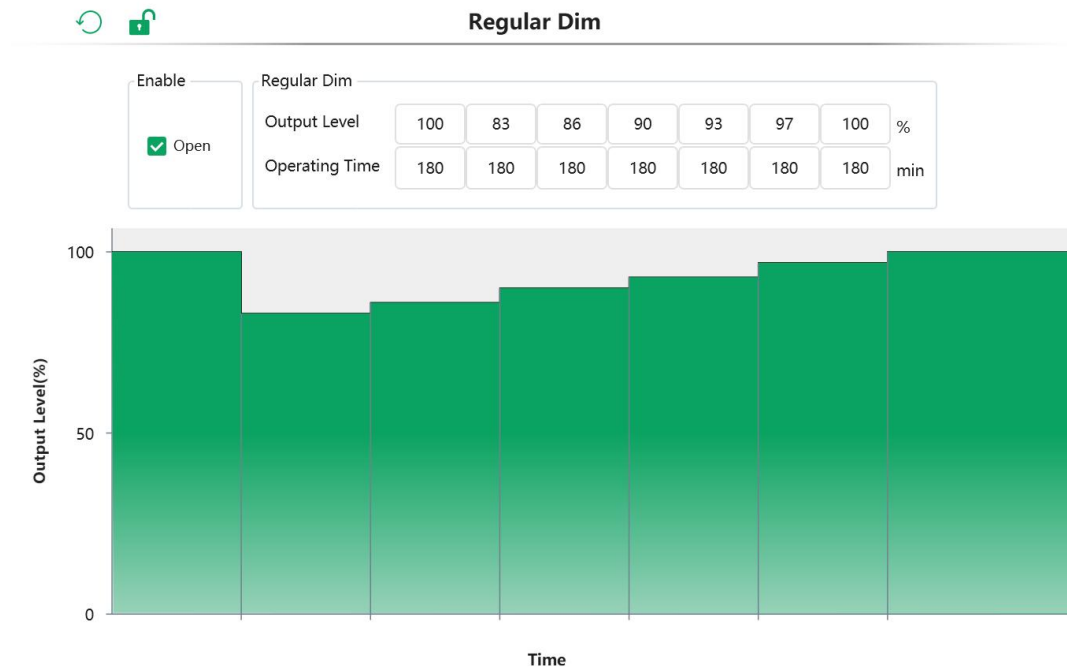 Regular Dim
Enable
Open
Regular Dim
Output Level 100 83 86 90 93 97 100 %
Operating Time 180 180 180 180 180 180 180 min
100
50
0
Output Level(%)
Time